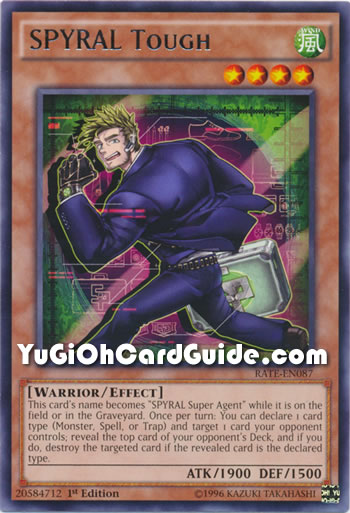 SPYRAL Tough
WIND
風
YuGiOhCardGuide.com
RATE-EN087
[WARRIOR/EFFECT]
This card's name becomes "SPYRAL Super Agent" while it is on the
field or in the Graveyard. Once per turn: You can declare 1 card
type (Monster, Spell, or Trap) and target 1 card your opponent
controls; reveal the top card of your opponent's Deck, and if you
do, destroy the targeted card if the revealed card is the declared
type.
ATK/1900 DEF/1500
20584712 1st Edition ©1996 KAZUKI TAKAHASHI